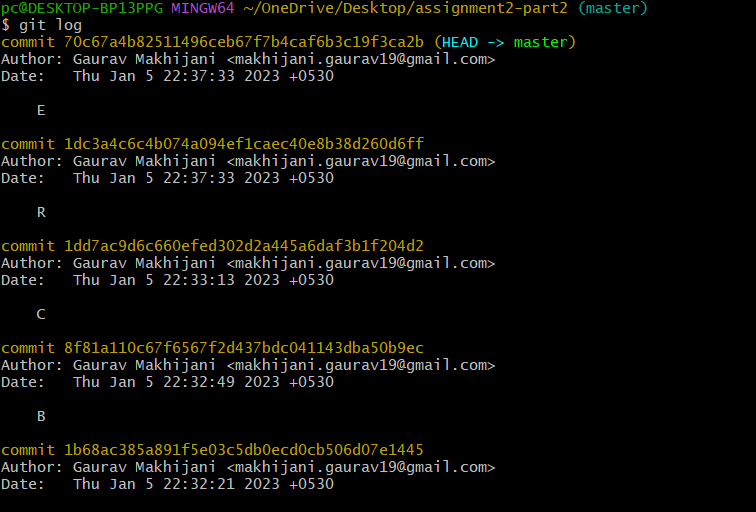 pc@DESKTOP-BP13PPG MINGW64 ~/OneDrive/Desktop/assignment2-part2 (master)
$ git log
commit 70c67a4b82511496ceb67f7b4caf6b3c19f3ca2b (HEAD -> master)
Author: Gaurav Makhijani <makhijani.gaurav19@gmail.com>
Date:   Thu Jan 5 22:37:33 2023 +0530
    E
commit 1dc3a4c6c4b074a094ef1caec40e8b38d260d6ff
Author: Gaurav Makhijani <makhijani.gaurav19@gmail.com>
Date:   Thu Jan 5 22:37:33 2023 +0530
    R
commit 1dd7ac9d6c660efed302d2a445a6daf3b1f204d2
Author: Gaurav Makhijani <makhijani.gaurav19@gmail.com>
Date:   Thu Jan 5 22:33:13 2023 +0530
    C
commit 8f81a110c67f6567f2d437bdc041143dba50b9ec
Author: Gaurav Makhijani <makhijani.gaurav19@gmail.com>
Date:   Thu Jan 5 22:32:49 2023 +0530
    B
commit 1b68ac385a891f5e03c5db0ecd0cb506d07e1445
Author: Gaurav Makhijani <makhijani.gaurav19@gmail.com>
Date:   Thu Jan 5 22:32:21 2023 +0530